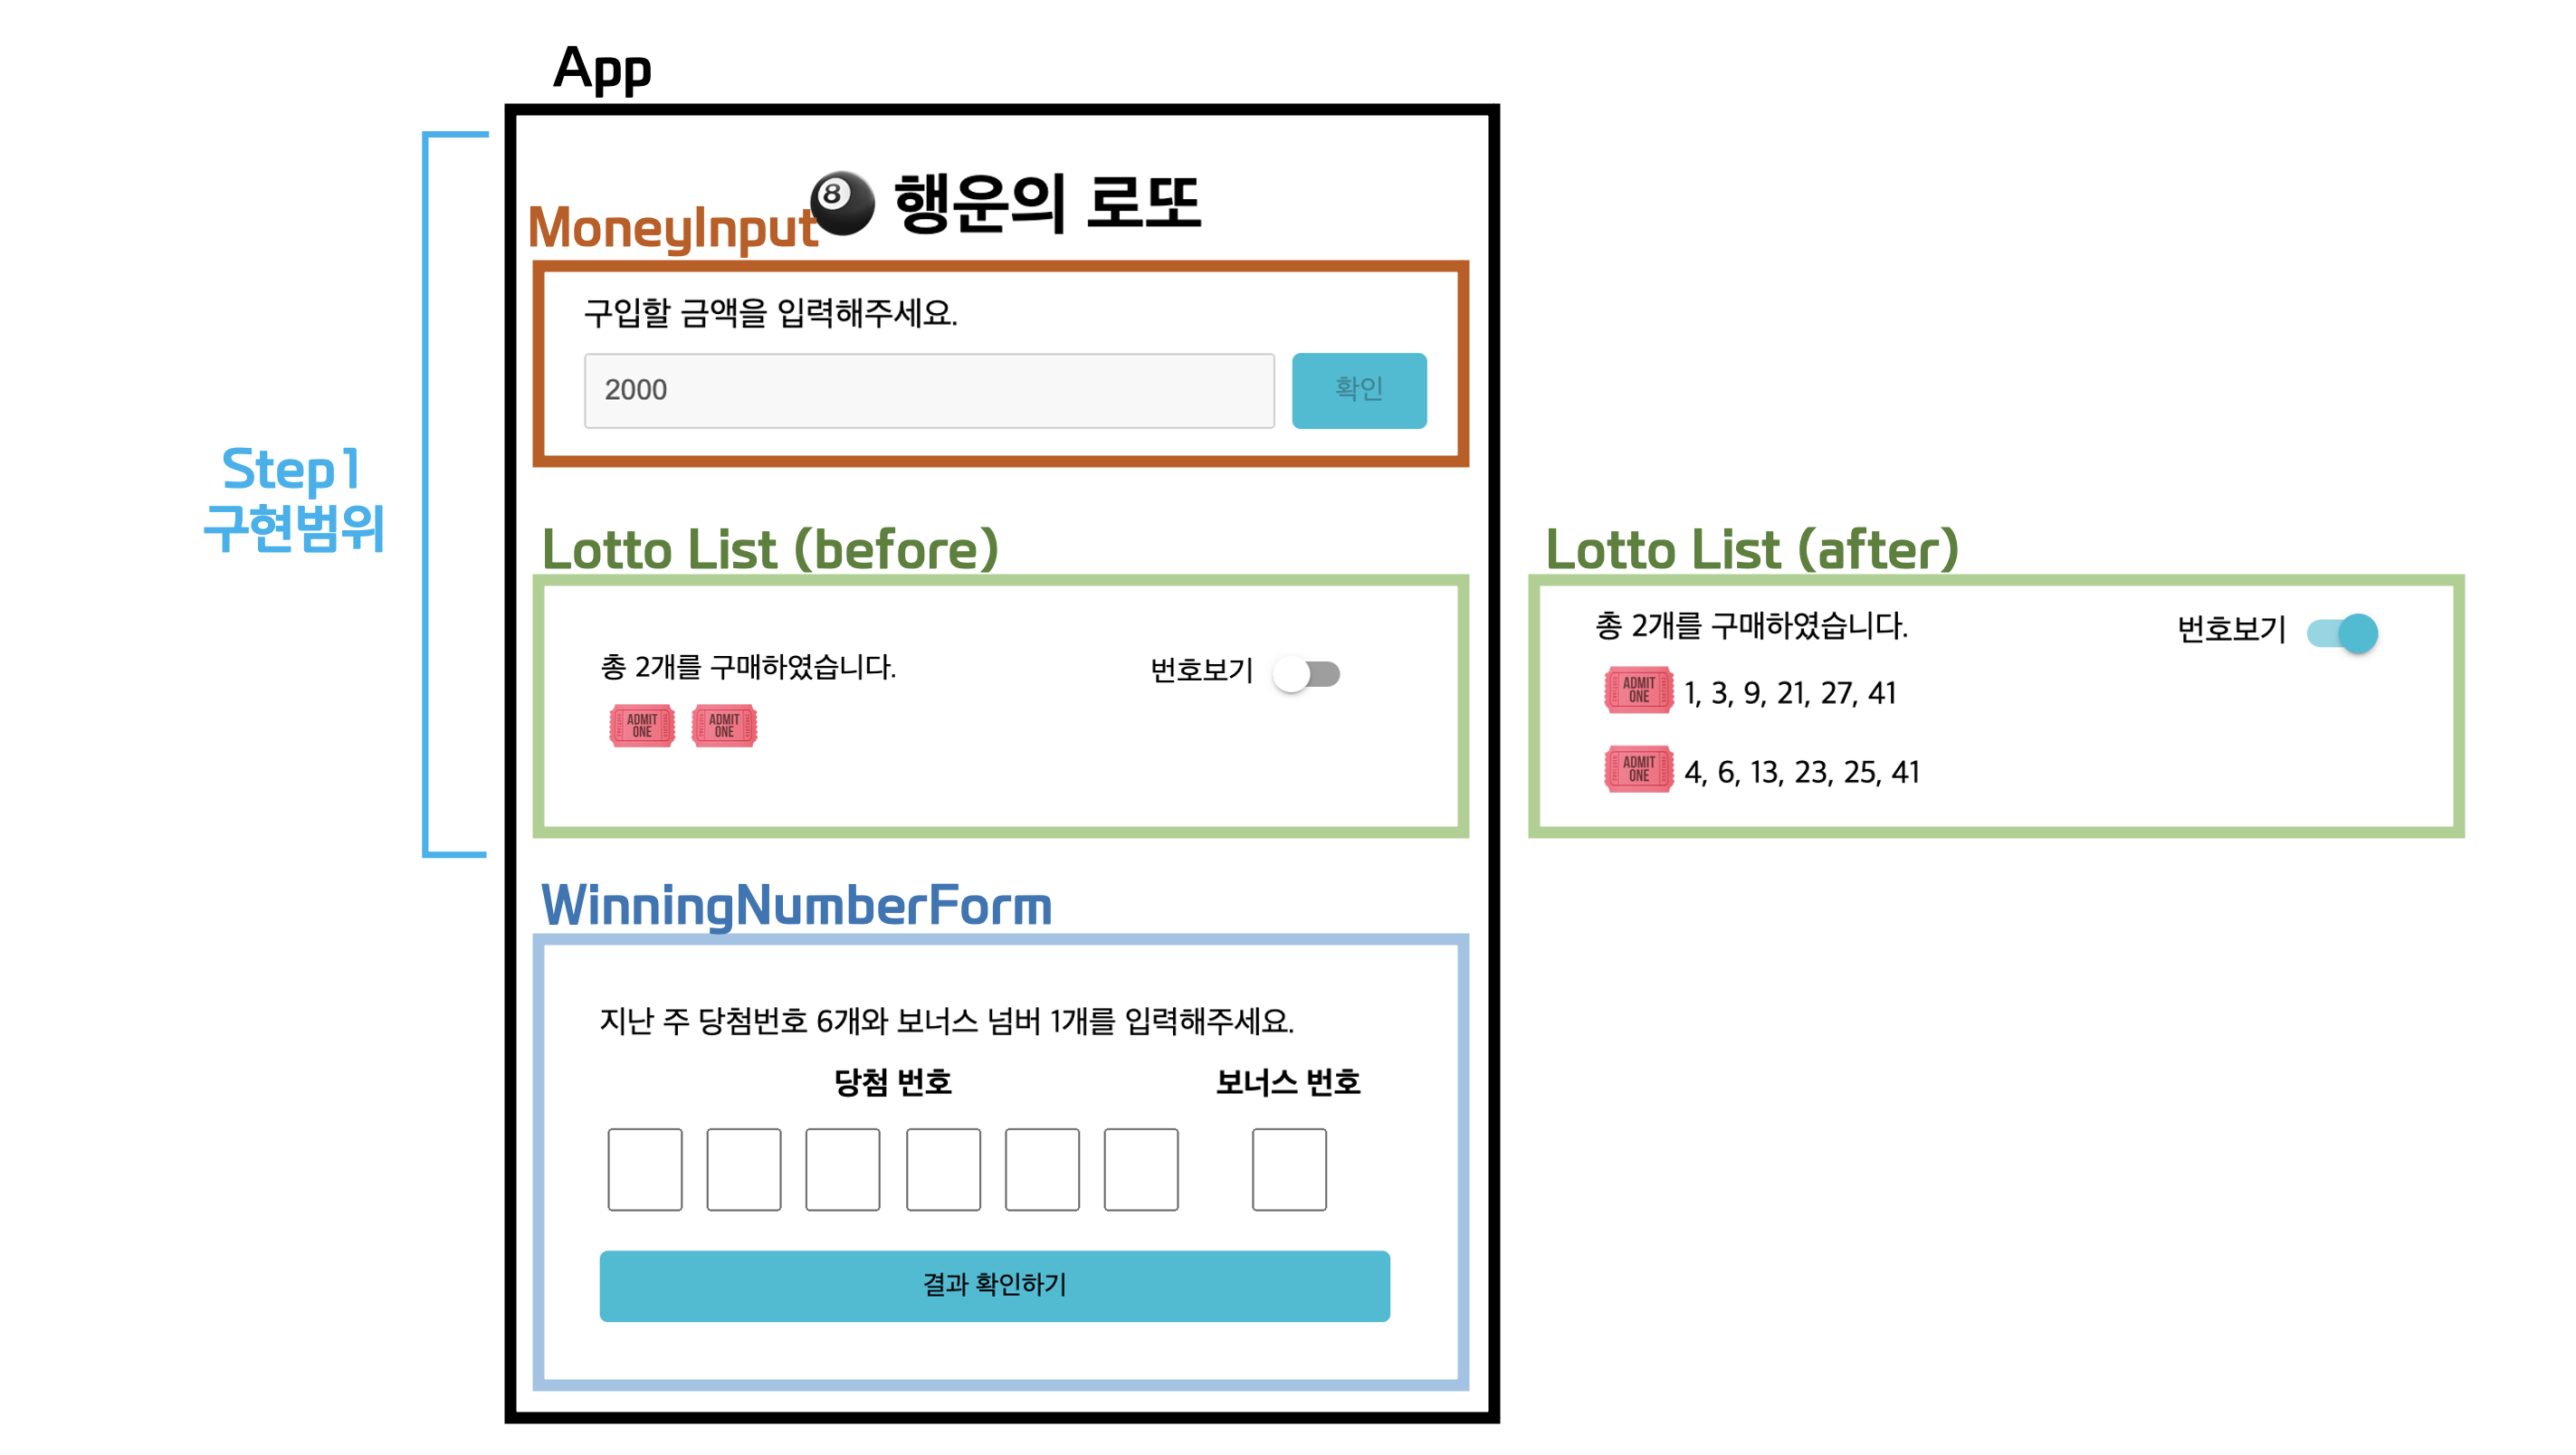 App
8 행운의 로또
MoneyInput
구입할 금액을 입력해주세요.
2000
확인
Step1
구현범위
Lotto List (before)
총 2개를 구매하였습니다.
번호보기
ADMIT ONE ADMIT ONE
Lotto List (after)
총 2개를 구매하였습니다.
번호보기
ADMIT ONE 1, 3, 9, 21, 27, 41
ADMIT ONE 4, 6, 13, 23, 25, 41
WinningNumberForm
지난 주 당첨번호 6개와 보너스 넘버 1개를 입력해주세요.
당첨 번호
보너스 번호
결과 확인하기